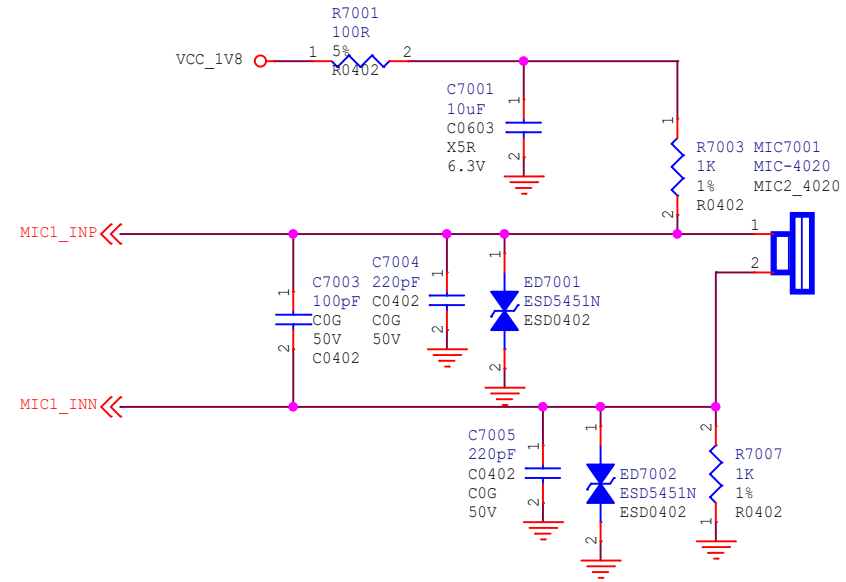 R7001
100R
5%
R0402
VCC_1V8
1
2
C7001
10uF
C0603
X5R
6.3V
1
2
1
2
R7003
1K
1%
R0402
MIC7001
MIC-4020
MIC2_4020
1
2
MIC1_INP
C7003
100pF
C0G
50V
C0402
1
2
C7004
220pF
C0402
C0G
50V
1
2
1
2
ED7001
ESD5451N
ESD0402
MIC1_INN
C7005
220pF
C0402
C0G
50V
1
2
1
2
ED7002
ESD5451N
ESD0402
2
1
R7007
1K
1%
R0402